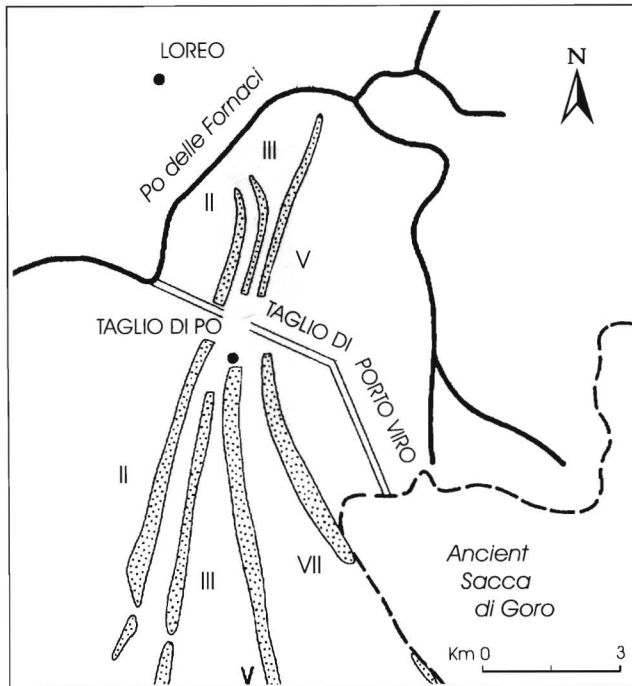 LOREO
N
Po delle Fornaci
III
II
V
TAGLIO DI PO
TAGLIO DI
PORTO VIRO
II
III
VII
V
Ancient
Sacca
di Goro
Km 0 3